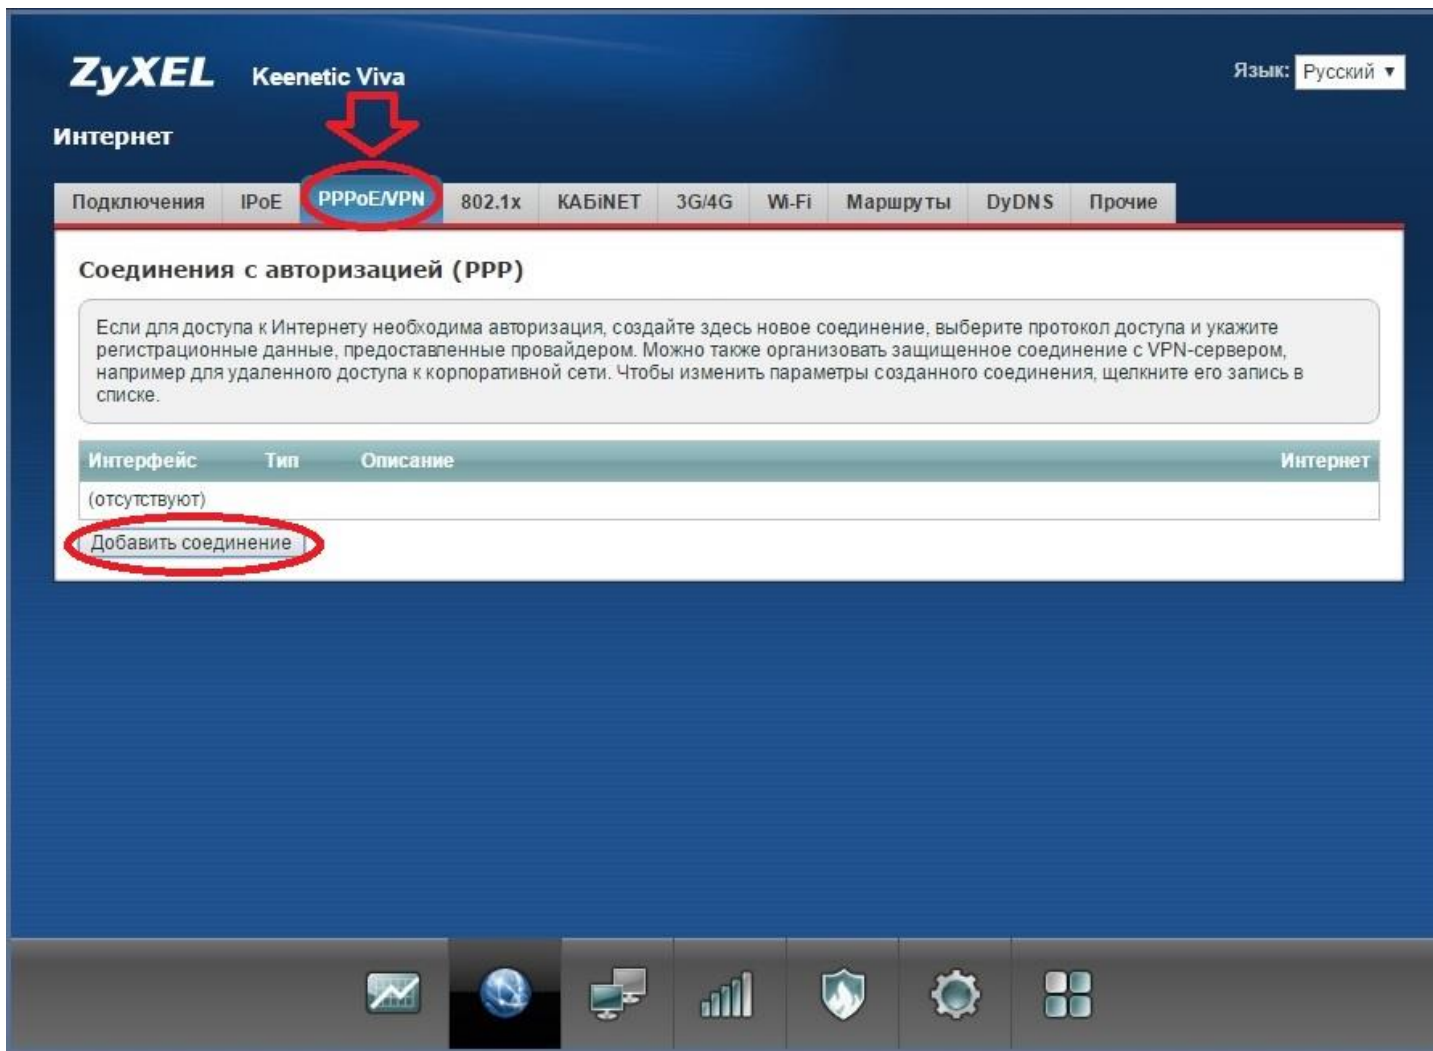 ZyXEL Keenetic Viva
Язык: Русский
Интернет
Подключения IPoE PPPoE/VPN 802.1x КАБiNET 3G/4G Wi-Fi Маршруты DyDNS Прочие
Соединения с авторизацией (PPP)
Если для доступа к Интернету необходима авторизация, создайте здесь новое соединение, выберите протокол доступа и укажите
регистрационные данные, предоставленные провайдером. Можно также организовать защищенное соединение с VPN-сервером,
например для удаленного доступа к корпоративной сети. Чтобы изменить параметры созданного соединения, щелкните его запись в
списке.
Интерфейс Тип Описание Интернет
(отсутствуют)
Добавить соединение